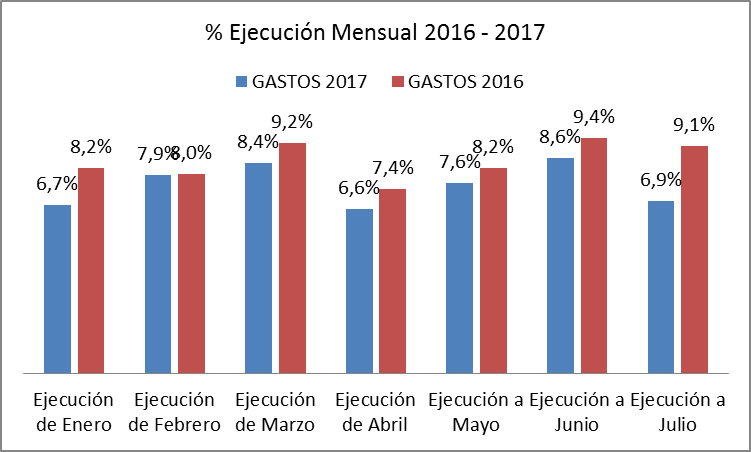 % Ejecución Mensual 2016 - 2017
GASTOS 2017 GASTOS 2016
6,7% 8,2% 7,9% 8,0% 8,4% 9,2% 6,6% 7,4% 7,6% 8,2% 8,6% 9,4% 6,9% 9,1%
Ejecución de Enero
Ejecución de Febrero
Ejecución de Marzo
Ejecución de Abril
Ejecución a Mayo
Ejecución a Junio
Ejecución a Julio